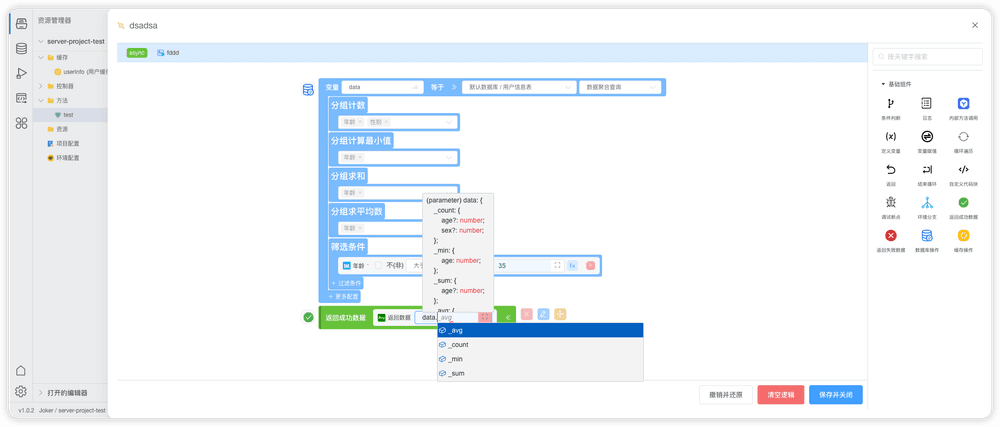 资源管理器
server-project-test
缓存
userInfo (用户缓存
控制器
方法
test
资源
项目配置
环境配置
打开的编辑器
v1.0.2 Joker / server-project-test
dsadsa
async fddd
变量 data 等于 默认数据库 / 用户信息表 数据聚合查询
分组计数
年龄 × 性别 ×
分组计算最小值
年龄 ×
分组求和
年龄 ×
分组求平均数
年龄 ×
筛选条件
年龄 不(非) 大于 35 fx
+ 过滤条件
+ 更多配置
返回成功数据 返回数据 data._avg
(parameter) data: {
_count: {
age?: number;
sex?: number;
};
_min: {
age: number;
};
_sum: {
age?: number;
};
_avg: {
_avg
_count
_min
_sum
撤销并还原 清空逻辑 保存并关闭
按关键字搜索
基础组件
条件判断 日志 内部方法调用
(x)
定义变量 变量赋值 循环遍历
返回 结束循环 自定义代码块
调试断点 环境分支 返回成功数据
返回失败数据 数据库操作 缓存操作